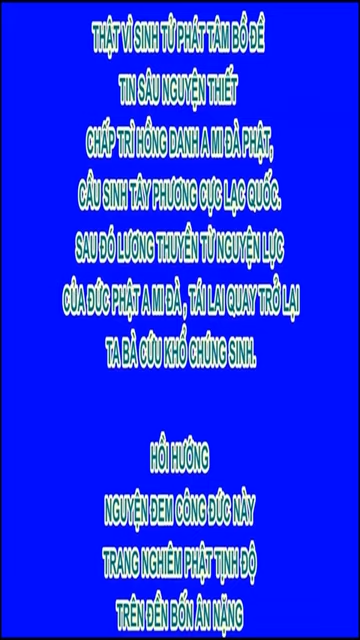 THẬT VÌ SINH TỬ PHÁT TÂM BỒ ĐỀ
TIN SÂU NGUYỆN THIẾT
CHẤP TRÌ HỒNG DANH A MI ĐÀ PHẬT,
CẦU SINH TÂY PHƯƠNG CỰC LẠC QUỐC.
SAU ĐÓ LƯƠNG THUYỀN TỪ NGUYỆN LỰC
CỦA ĐỨC PHẬT A MI ĐÀ , TÁI LAI QUAY TRỞ LẠI
TA BÀ CỨU KHỔ CHÚNG SINH.
HỒI HƯỚNG
NGUYỆN ĐEM CÔNG ĐỨC NÀY
TRANG NGHIÊM PHẬT TỊNH ĐỘ
TRÊN ĐỀN BỐN ÂN NẶNG